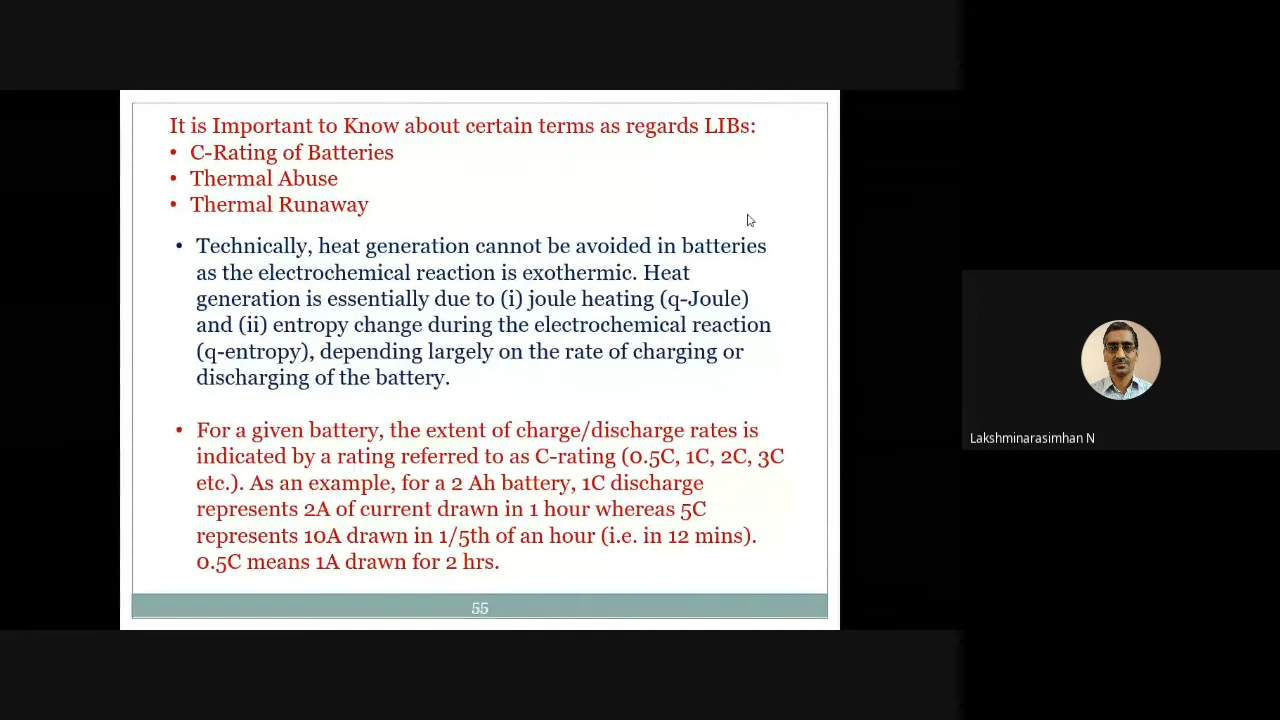 It is Important to Know about certain terms as regards LIBs:
• C-Rating of Batteries
• Thermal Abuse
• Thermal Runaway
• Technically, heat generation cannot be avoided in batteries
as the electrochemical reaction is exothermic. Heat
generation is essentially due to (i) joule heating (q-Joule)
and (ii) entropy change during the electrochemical reaction
(q-entropy), depending largely on the rate of charging or
discharging of the battery.
• For a given battery, the extent of charge/discharge rates is
indicated by a rating referred to as C-rating (0.5C, 1C, 2C, 3C
etc.). As an example, for a 2 Ah battery, 1C discharge
represents 2A of current drawn in 1 hour whereas 5C
represents 10A drawn in 1/5th of an hour (i.e. in 12 mins).
0.5C means 1A drawn for 2 hrs.
55
Lakshminarasimhan N